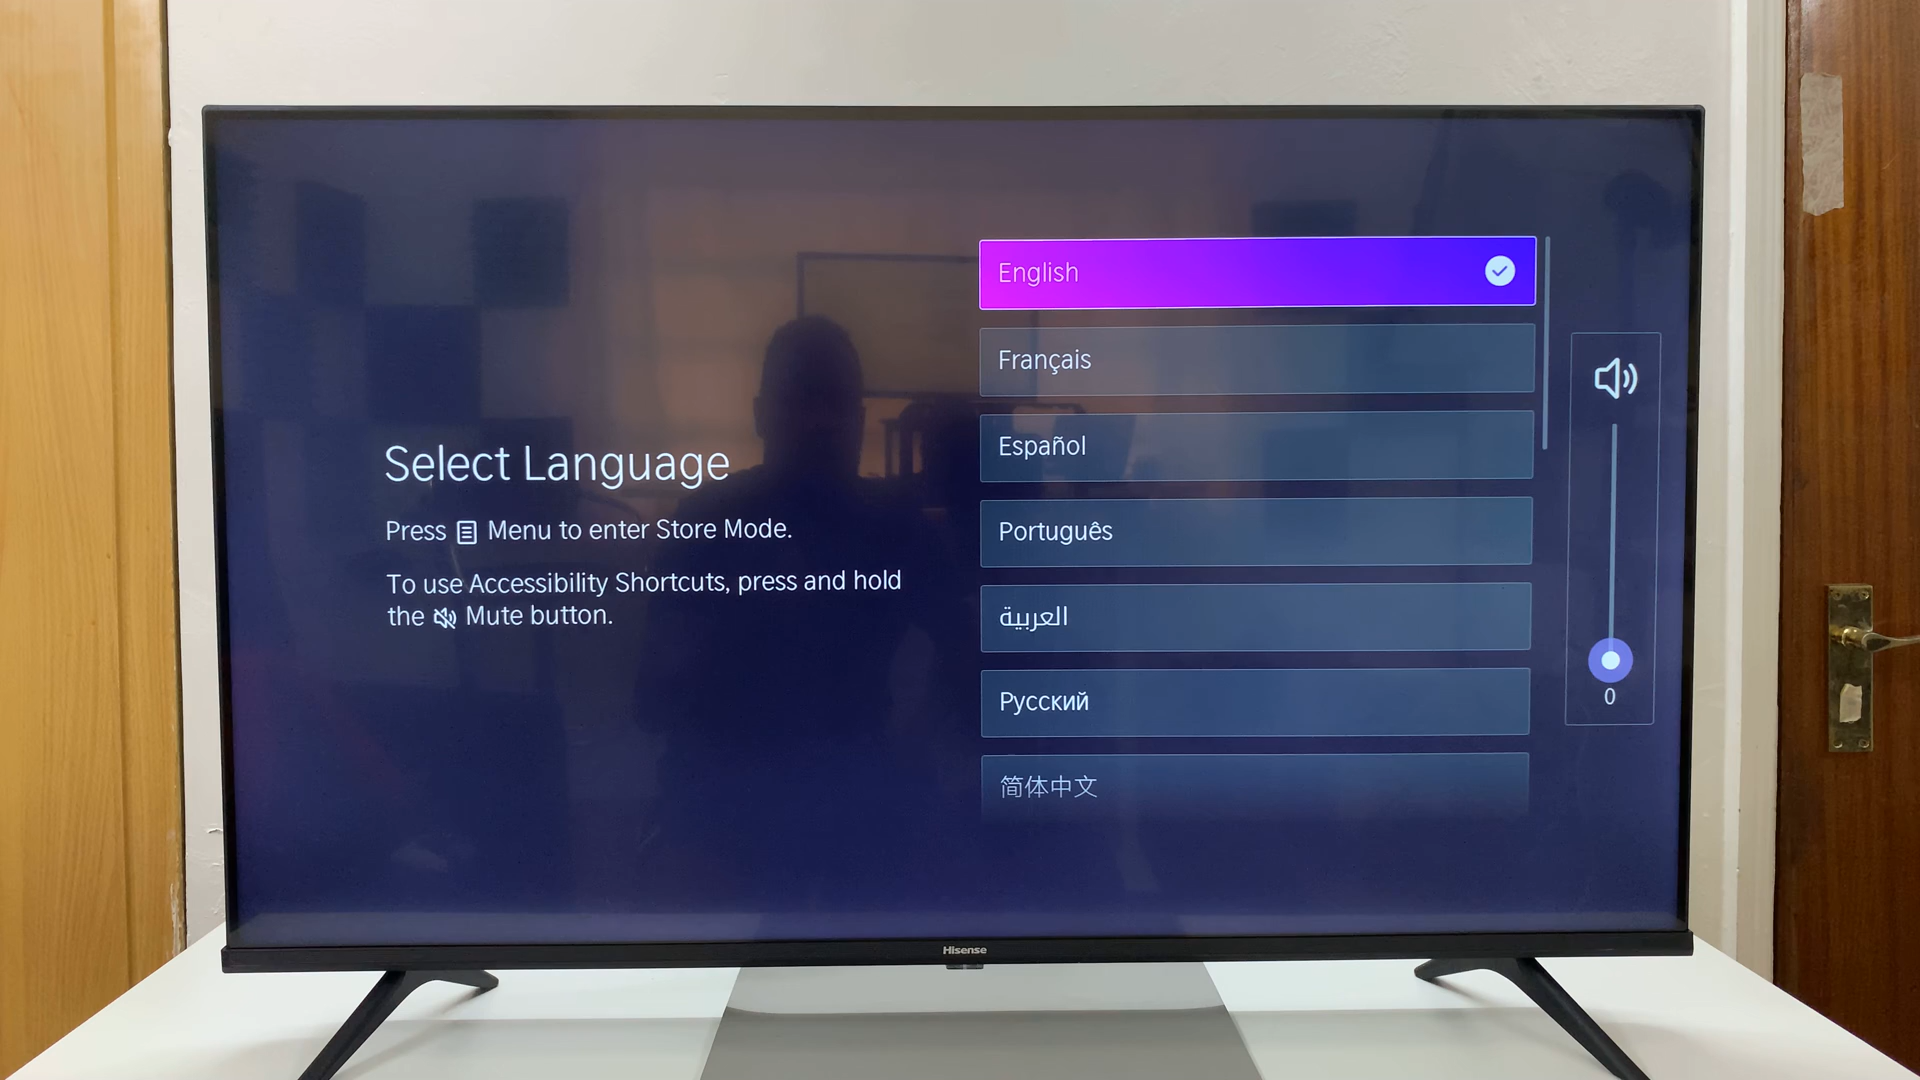 Select Language
Press Menu to enter Store Mode.
To use Accessibility Shortcuts, press and hold
the Mute button.
English
Français
Español
Português
العربية
Русский
简体中文
0
Hisense